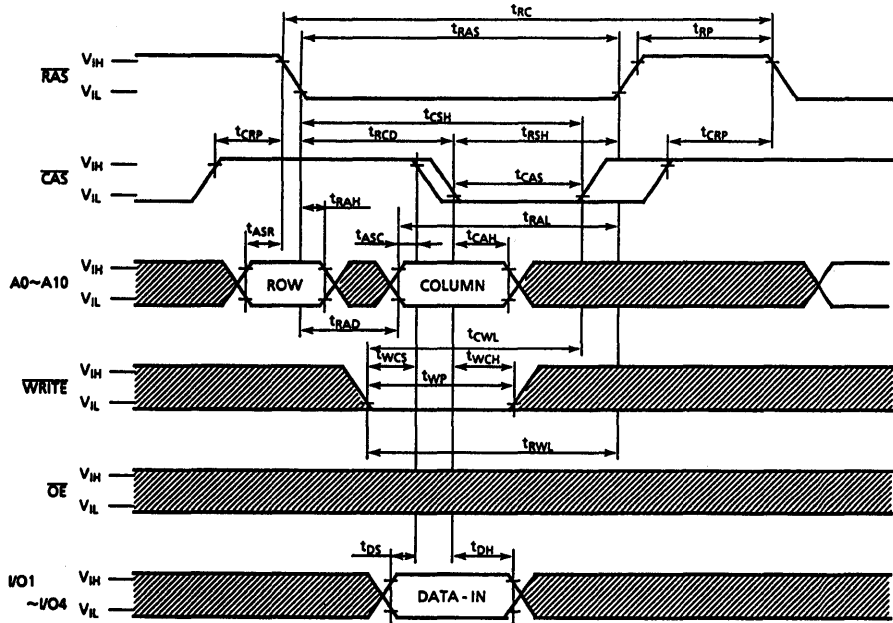 tRC
tRAS
tRP
RAS
VIH
VIL
tCSH
tCRP
tRCD
tRSH
tCRP
CAS
VIH
VIL
tCAS
tRAH
tRAL
tASR
tASC
tCAH
A0~A10
VIH
VIL
ROW
COLUMN
tRAD
tCWL
tWCS
tWCH
WRITE
VIH
VIL
tWP
tRWL
OE
VIH
VIL
tDS
tDH
I/O1
~I/O4
VIH
VIL
DATA - IN